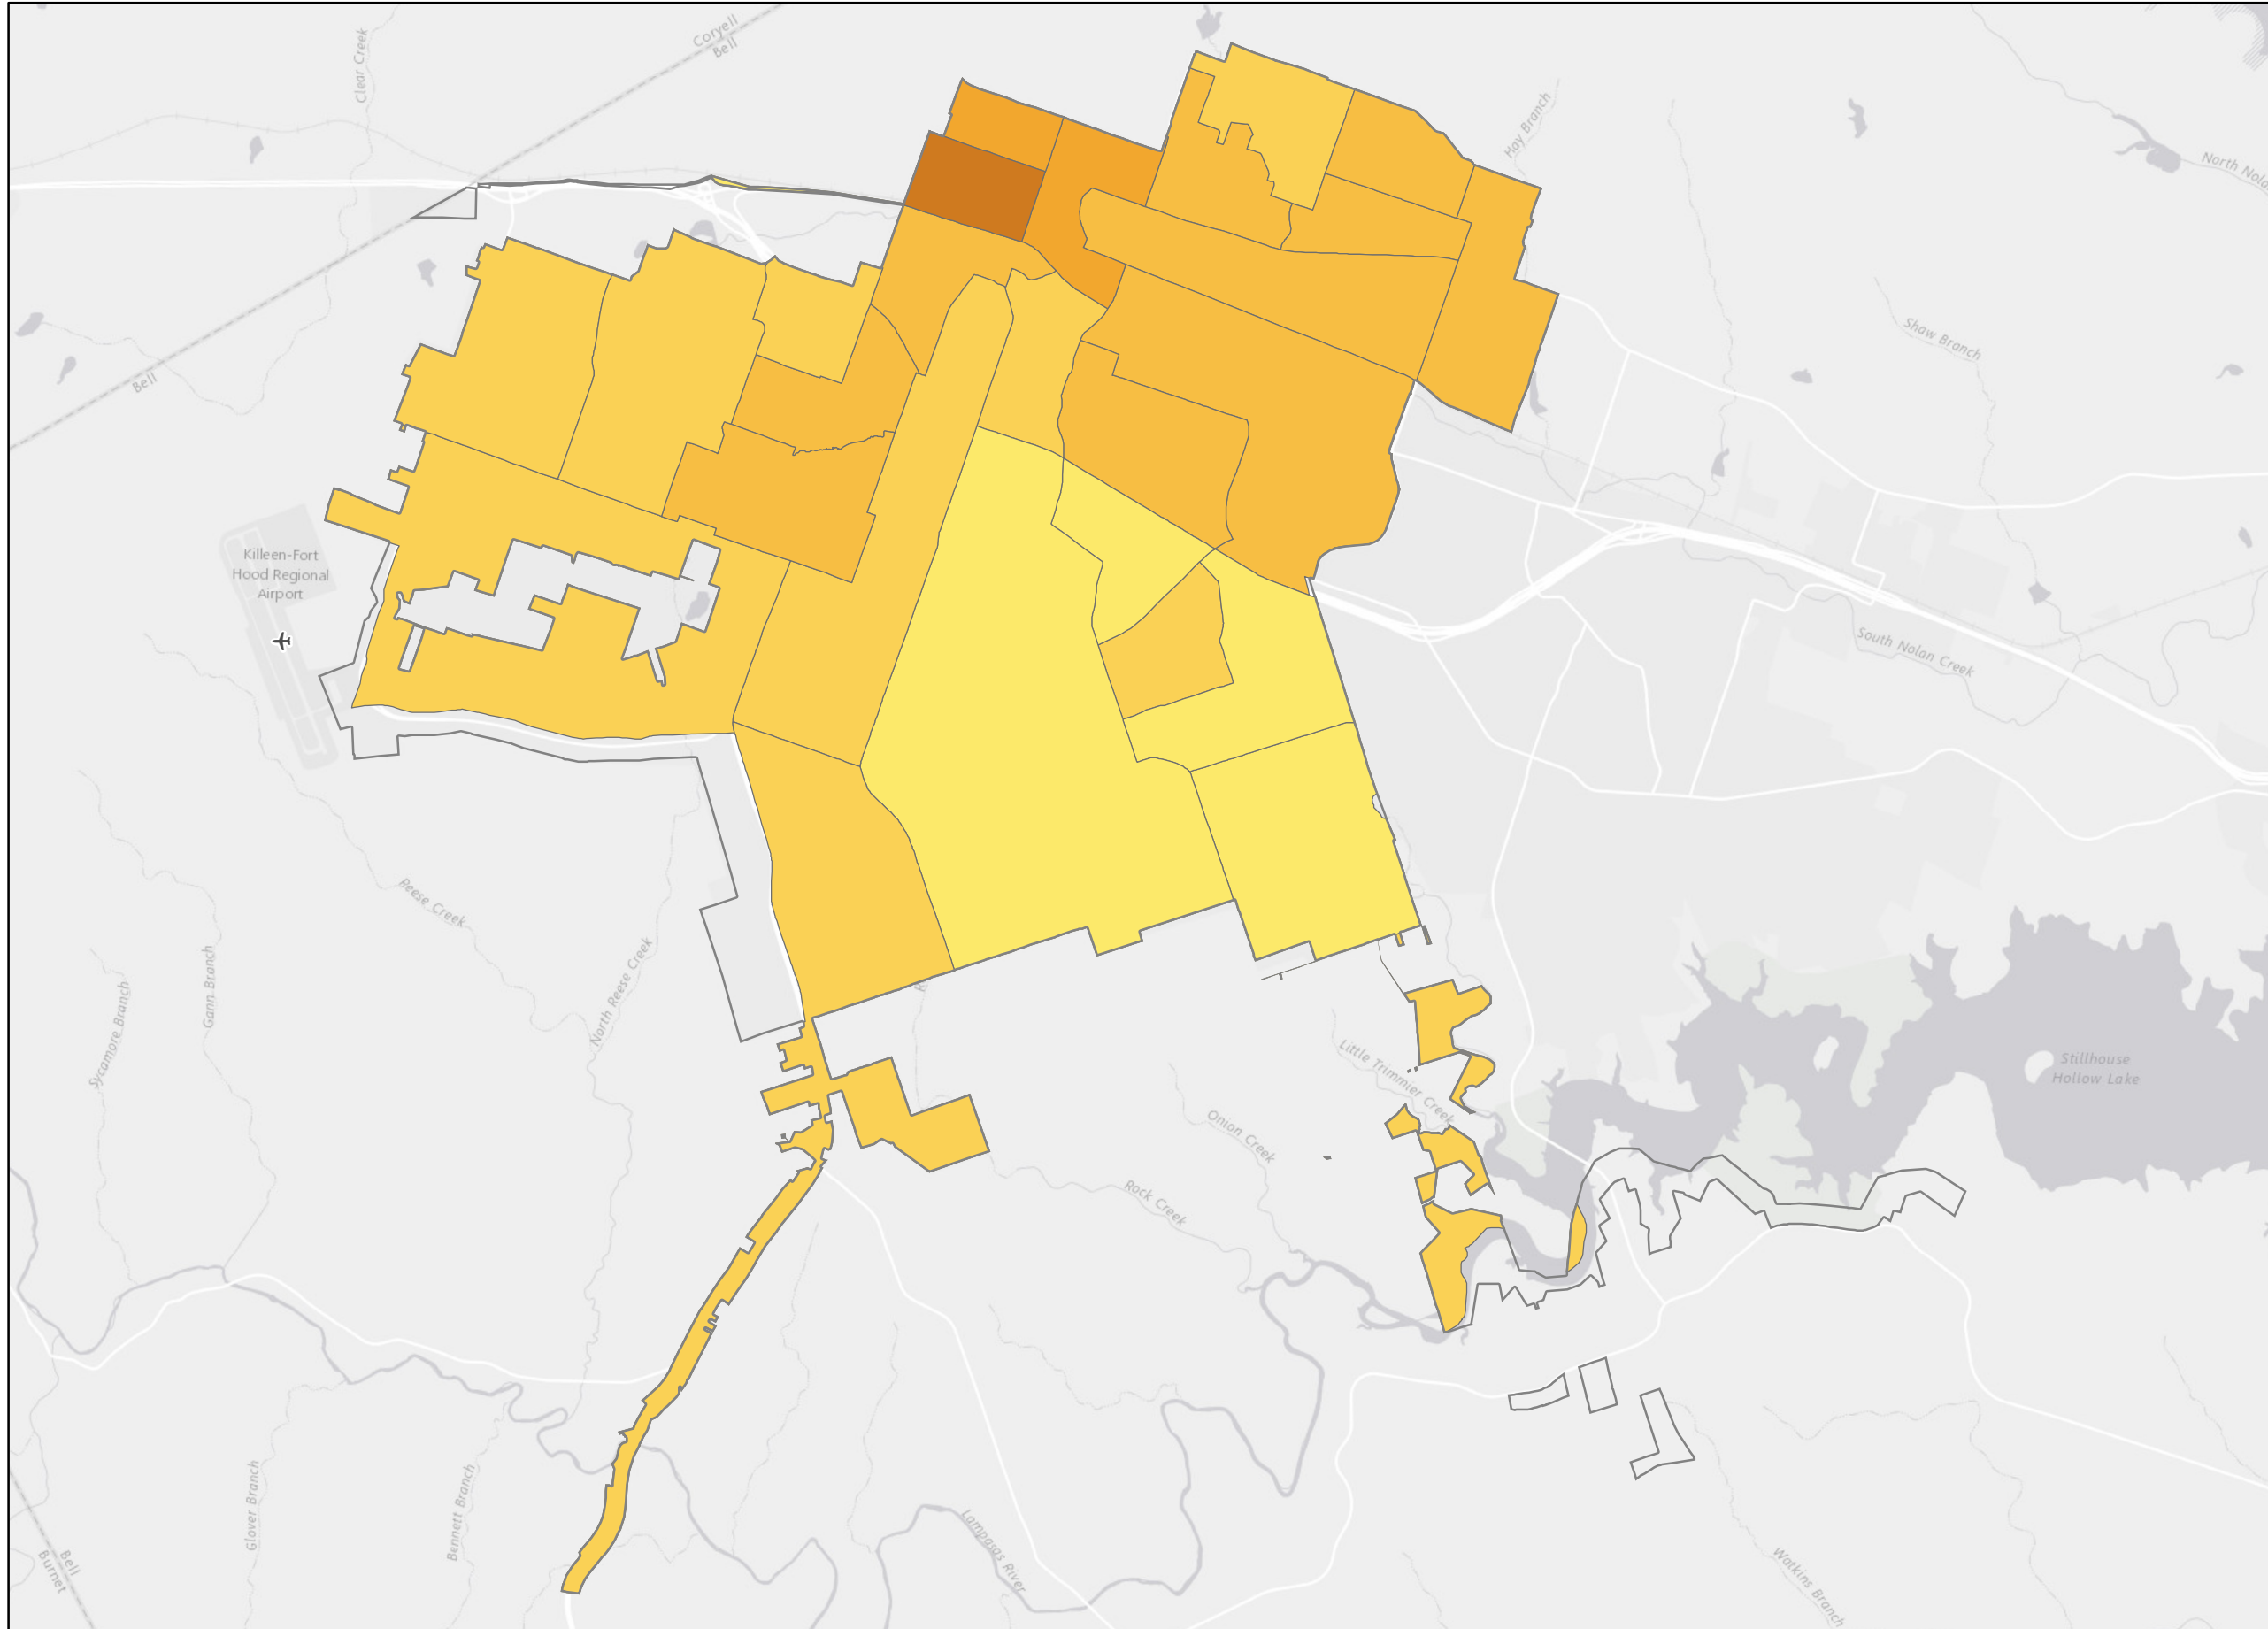 Coryell
Bell
Clear Creek
Hay Branch
North
Shaw Branch
Bell
Killeen-Fort
Hood Regional
Airport
South Nolan Creek
Reese Creek
Gann Branch
North Reese Creek
Sycamore Branch
Little Trimmier Creek
Stillhouse
Hollow Lake
Onion Creek
Rock Creek
Glover Branch
Bennett Branch
Lampasas River
Watkins Branch
Bell
Burnet